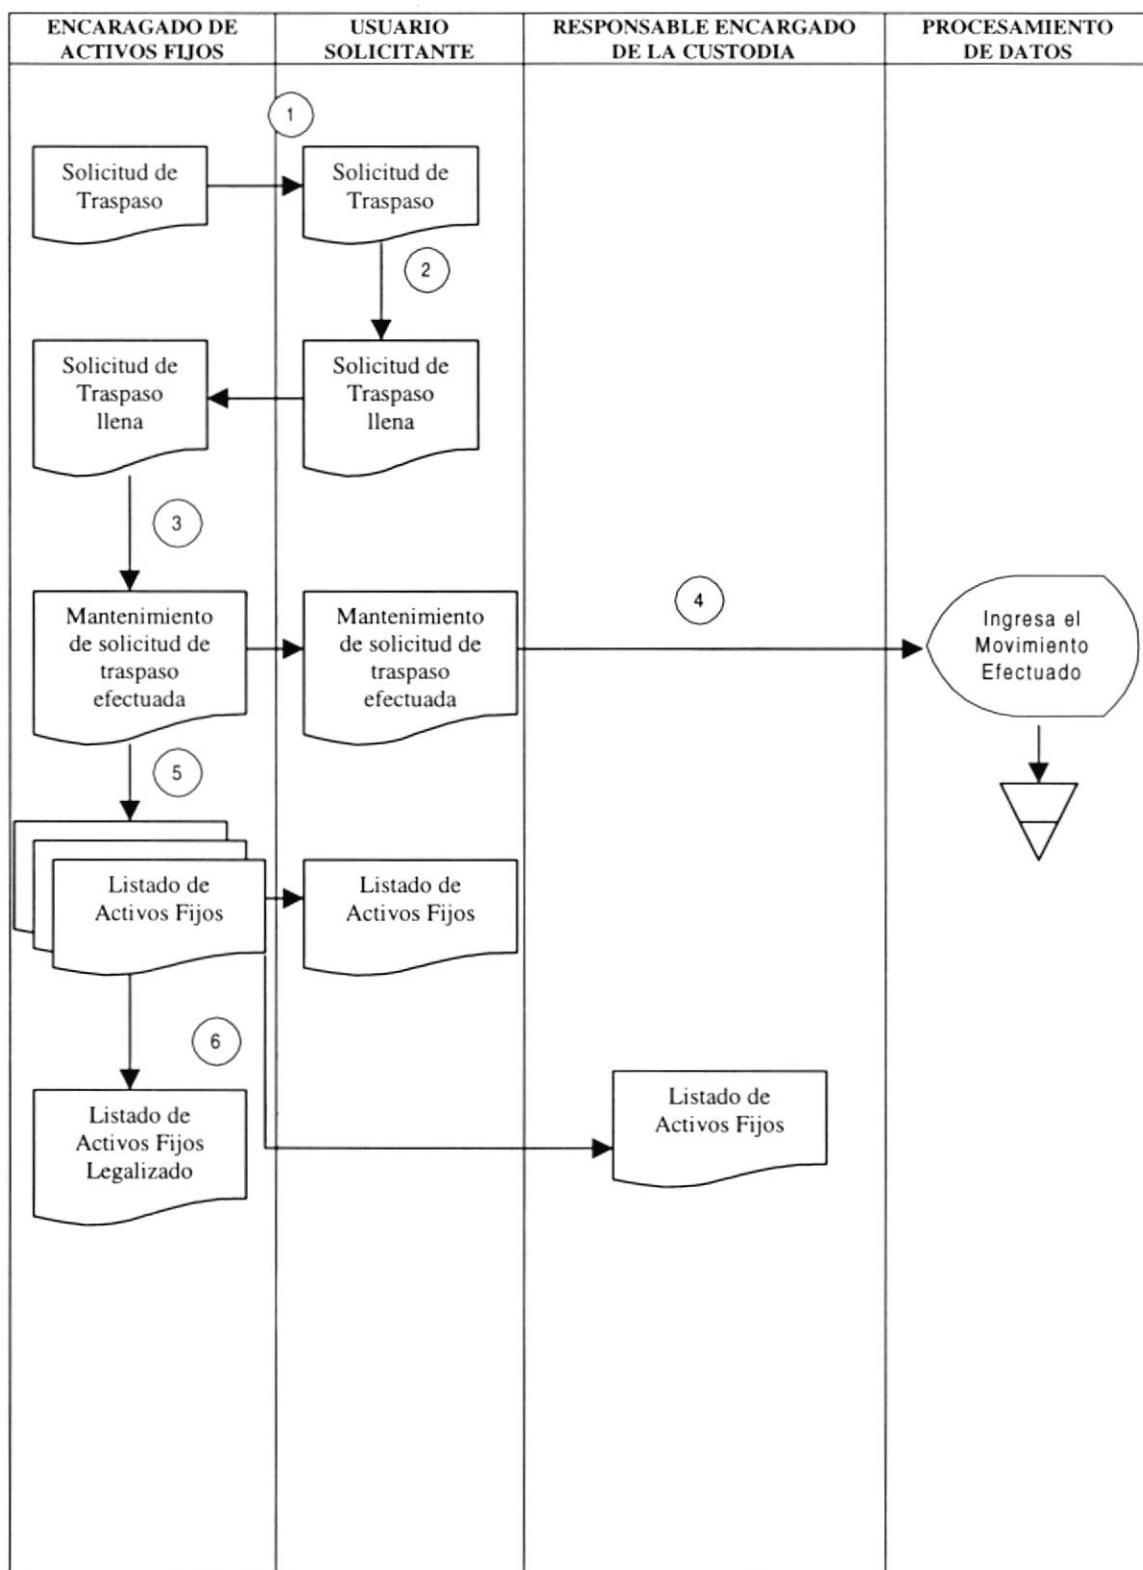 ENCARAGADO DE
ACTIVOS FIJOS
USUARIO
SOLICITANTE
RESPONSABLE ENCARGADO
DE LA CUSTODIA
PROCESAMIENTO
DE DATOS
1
Solicitud de
Traspaso
Solicitud de
Traspaso
2
Solicitud de
Traspaso
llena
Solicitud de
Traspaso
llena
3
Mantenimiento
de solicitud de
traspaso
efectuada
Mantenimiento
de solicitud de
traspaso
efectuada
4
Ingresa el
Movimiento
Efectuado
5
Listado de
Activos Fijos
Listado de
Activos Fijos
6
Listado de
Activos Fijos
Legalizado
Listado de
Activos Fijos